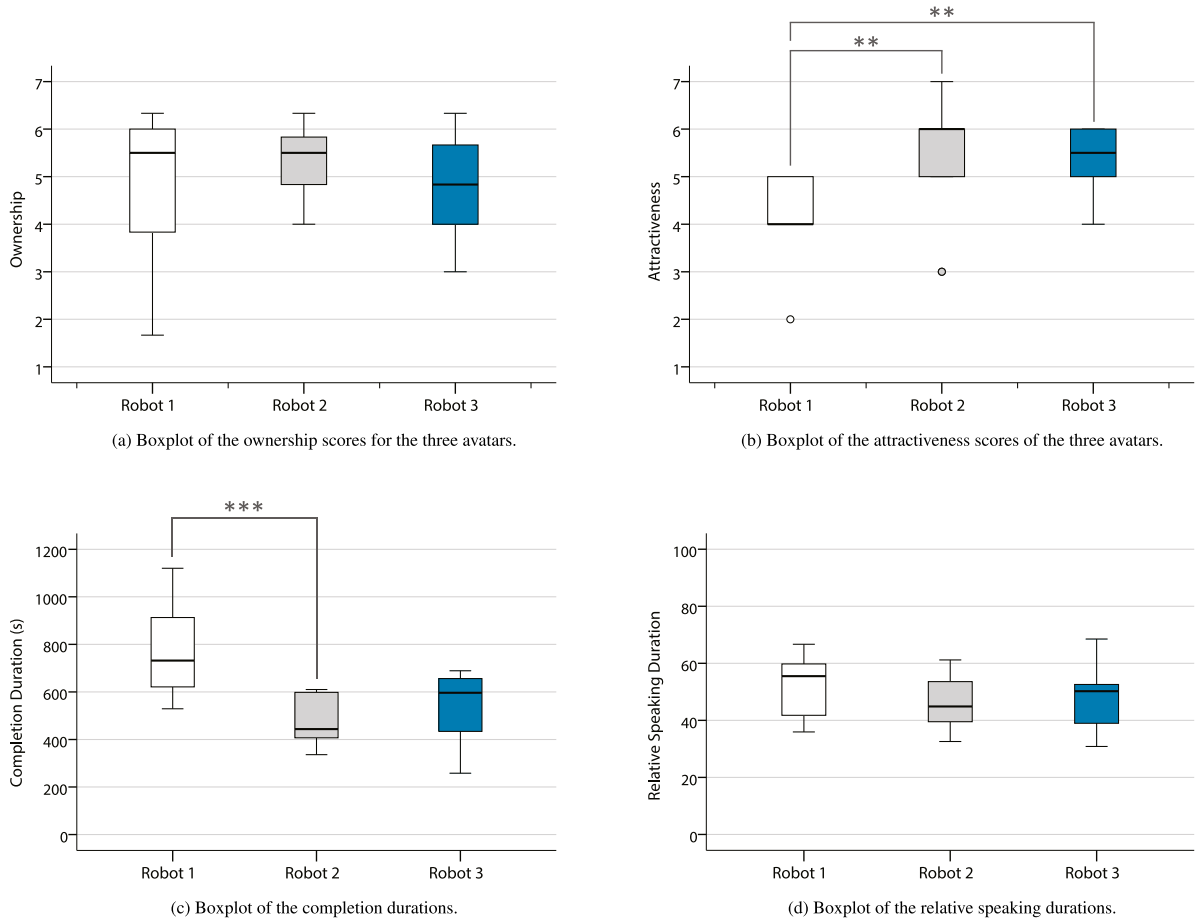 **
**
7
6
5
4
3
2
1
Ownership
Robot 1 Robot 2 Robot 3
(a) Boxplot of the ownership scores for the three avatars.
7
6
5
4
3
2
1
Attractiveness
Robot 1 Robot 2 Robot 3
(b) Boxplot of the attractiveness scores of the three avatars.
***
1200
1000
800
600
400
200
0
Completion Duration (s)
Robot 1 Robot 2 Robot 3
(c) Boxplot of the completion durations.
100
80
60
40
20
0
Relative Speaking Duration
Robot 1 Robot 2 Robot 3
(d) Boxplot of the relative speaking durations.